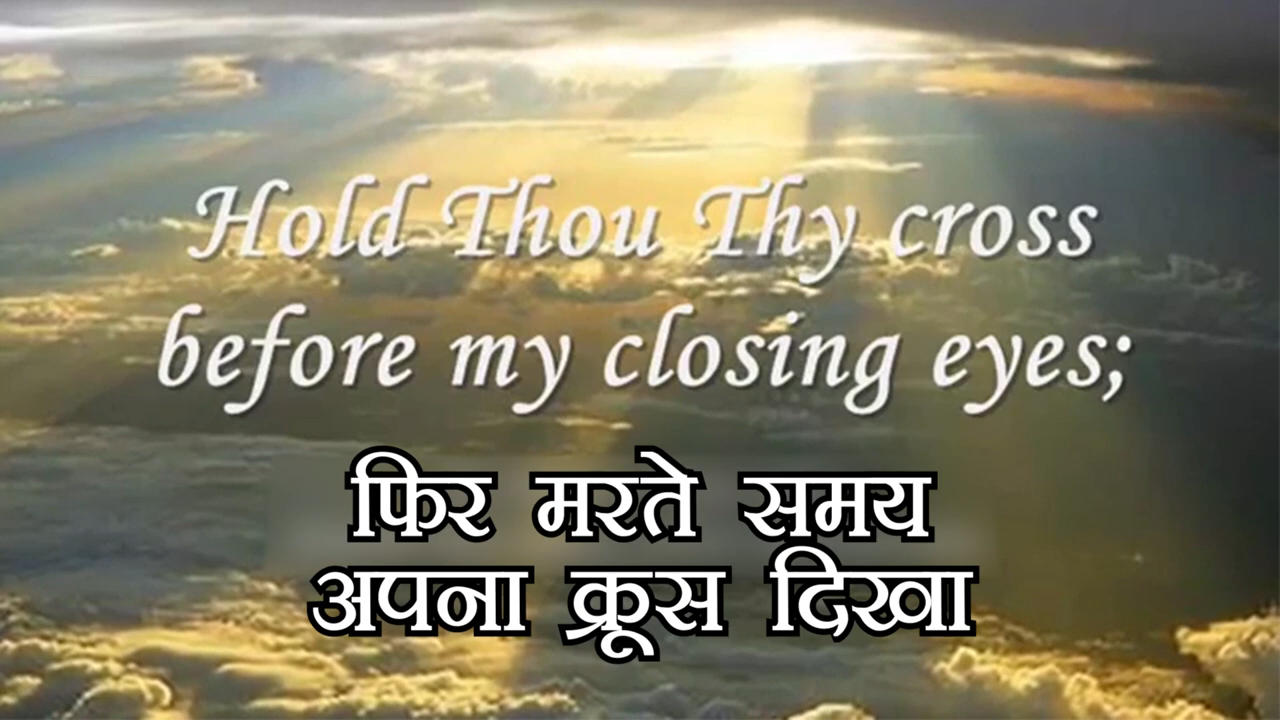 Hold Thou Thy cross
before my closing eyes;
फिर मरते समय
अपना क्रूस दिखा